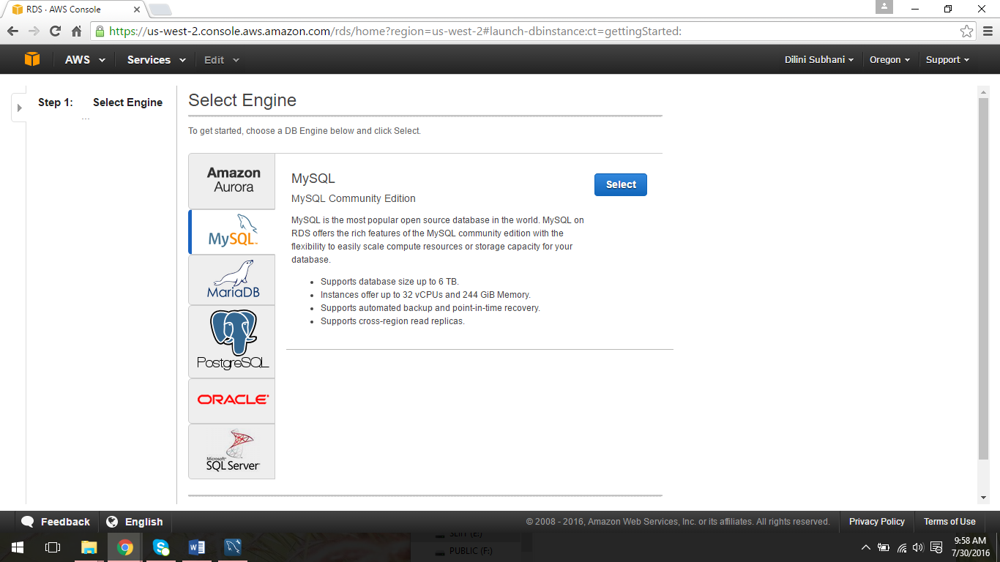 RDS · AWS Console
https://us-west-2.console.aws.amazon.com/rds/home?region=us-west-2#launch-dbinstance:ct=gettingStarted:
AWS Services Edit Dilini Subhani Oregon Support
Step 1: Select Engine
...
Select Engine
To get started, choose a DB Engine below and click Select.
Amazon
Aurora
MySQL™
MariaDB
PostgreSQL
ORACLE®
Microsoft®
SQL Server
MySQL
Select
MySQL Community Edition
MySQL is the most popular open source database in the world. MySQL on
RDS offers the rich features of the MySQL community edition with the
flexibility to easily scale compute resources or storage capacity for your
database.
• Supports database size up to 6 TB.
• Instances offer up to 32 vCPUs and 244 GiB Memory.
• Supports automated backup and point-in-time recovery.
• Supports cross-region read replicas.
Feedback English © 2008 - 2016, Amazon Web Services, Inc. or its affiliates. All rights reserved. Privacy Policy Terms of Use
SLIIT (E:)
PUBLIC (F:)
9:58 AM
7/30/2016